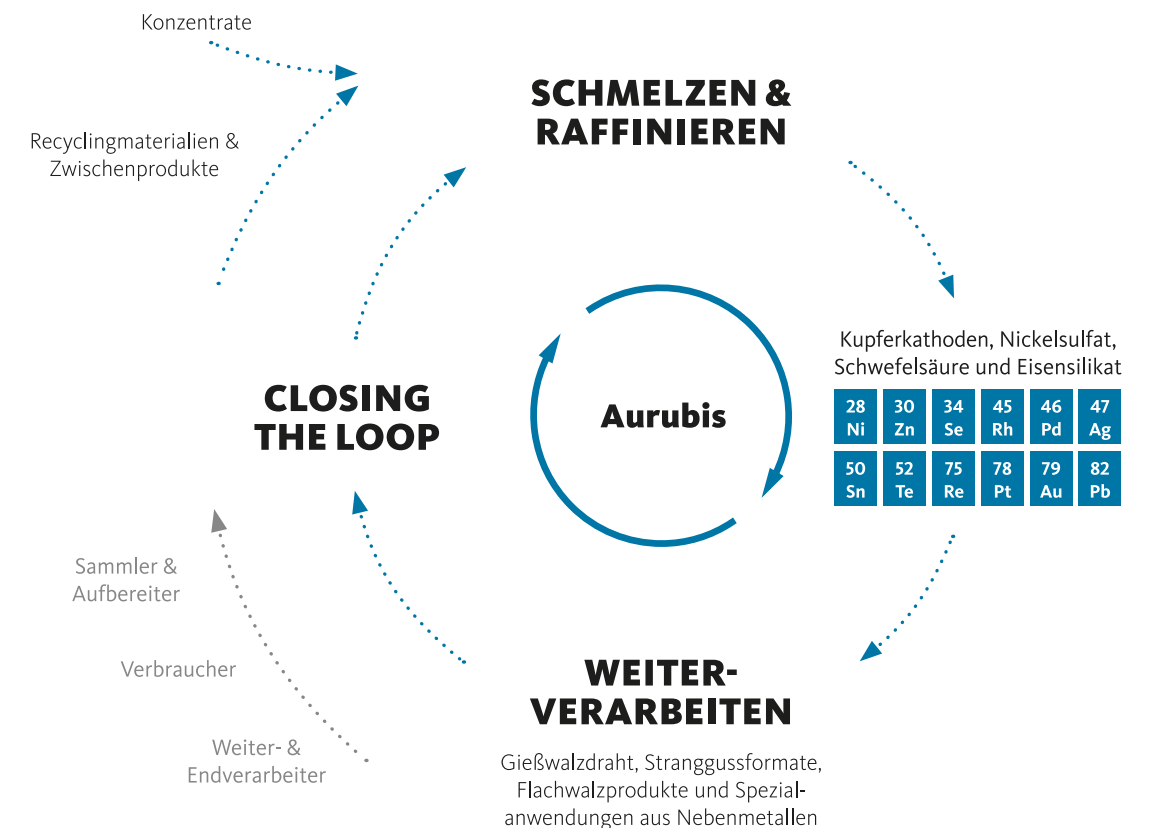 Konzentrate
SCHMELZEN &
RAFFINIEREN
Recyclingmaterialien &
Zwischenprodukte
Kupferkathoden, Nickelsulfat,
Schwefelsäure und Eisensilikat
28 30 34 45 46 47
Ni Zn Se Rh Pd Ag
50 52 75 78 79 82
Sn Te Re Pt Au Pb
CLOSING
THE LOOP
Aurubis
Sammler &
Aufbereiter
Verbraucher
Weiter- &
Endverarbeiter
WEITER-
VERARBEITEN
Gießwalzdraht, Stranggussformate,
Flachwalzprodukte und Spezial-
anwendungen aus Nebenmetallen